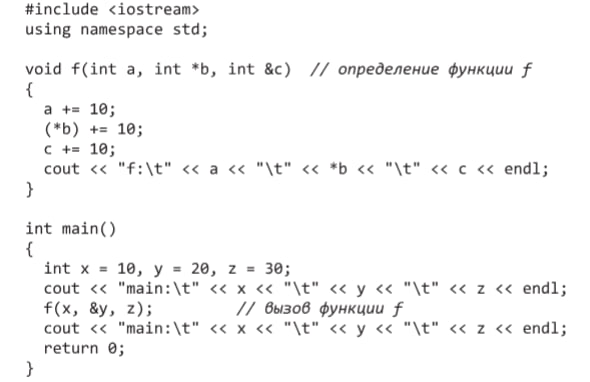 #include <iostream>
using namespace std;

void f(int a, int *b, int &c)  // определение функции f
{
  a += 10;
  (*b) += 10;
  c += 10;
  cout << "f:\t" << a << "\t" << *b << "\t" << c << endl;
}

int main()
{
  int x = 10, y = 20, z = 30;
  cout << "main:\t" << x << "\t" << y << "\t" << z << endl;
  f(x, &y, z);        // вызов функции f
  cout << "main:\t" << x << "\t" << y << "\t" << z << endl;
  return 0;
}